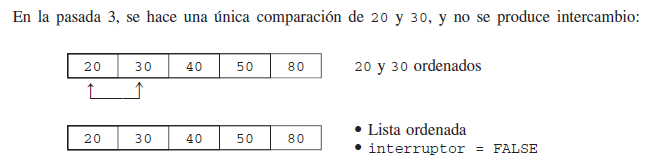 En la pasada 3, se hace una única comparación de 20 y 30, y no se produce intercambio:
20 30 40 50 80 20 y 30 ordenados
20 30 40 50 80 • Lista ordenada
• interruptor = FALSE